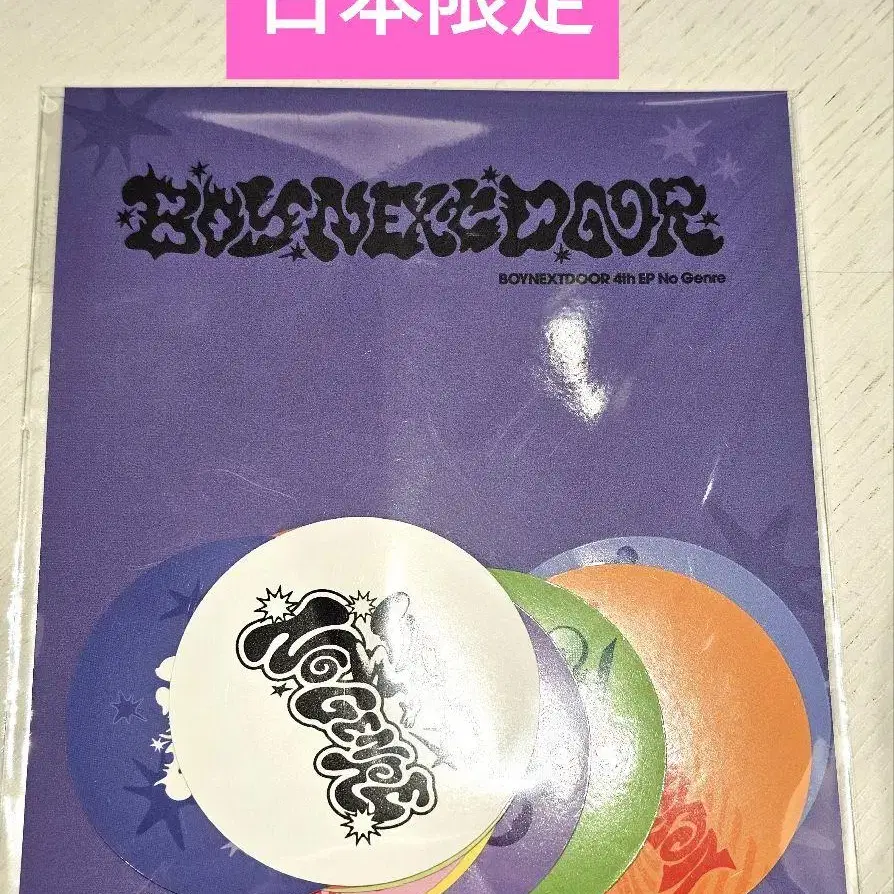 日本限定
BOYNEXTDOOR
BOYNEXTDOOR 4th EP No Genre
NO GENRE